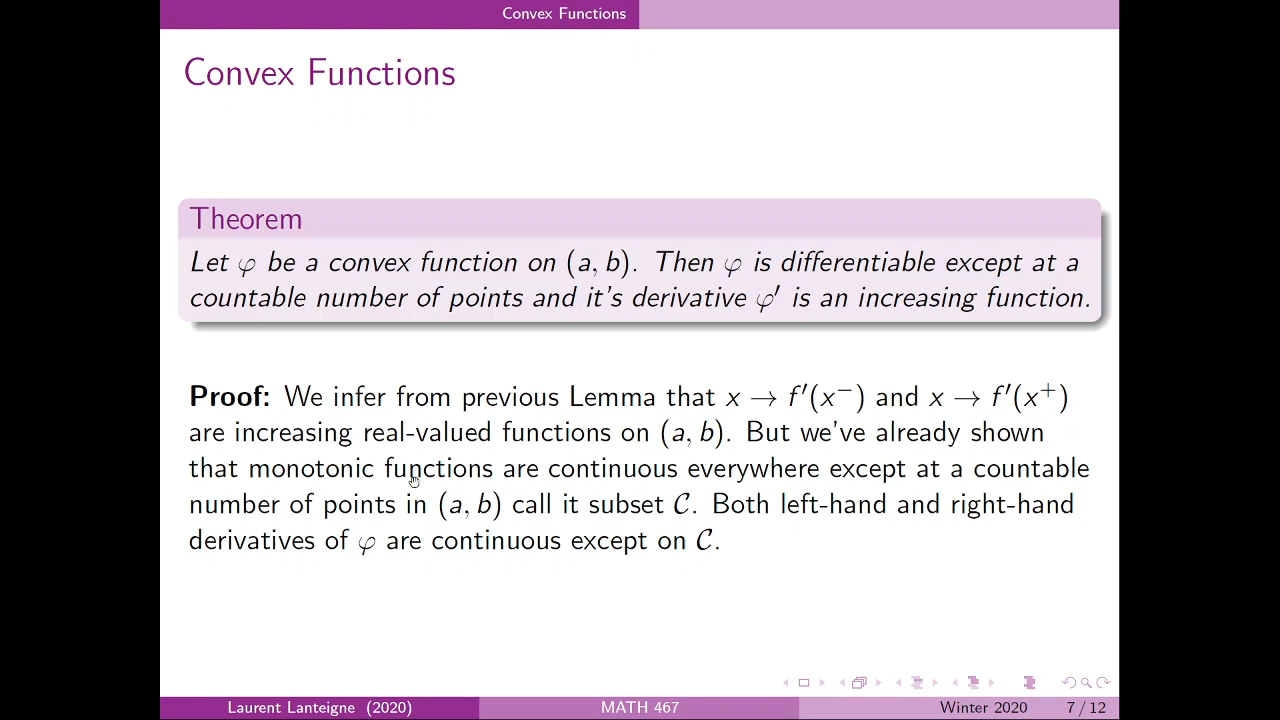 Convex Functions
Convex Functions
Theorem
Let φ be a convex function on (a, b). Then φ is differentiable except at a
countable number of points and it's derivative φ′ is an increasing function.
Proof: We infer from previous Lemma that x → f′(x⁻) and x → f′(x⁺)
are increasing real-valued functions on (a, b). But we've already shown
that monotonic functions are continuous everywhere except at a countable
number of points in (a, b) call it subset 𝒞. Both left-hand and right-hand
derivatives of φ are continuous except on 𝒞.
Laurent Lanteigne (2020) MATH 467 Winter 2020 7 / 12